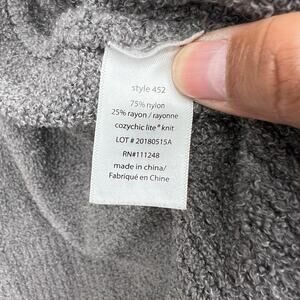 style 452
75% nylon
25% rayon / rayonne
cozychic lite® knit
LOT # 20180515A
RN#111248
made in china/
Fabriqué en Chine